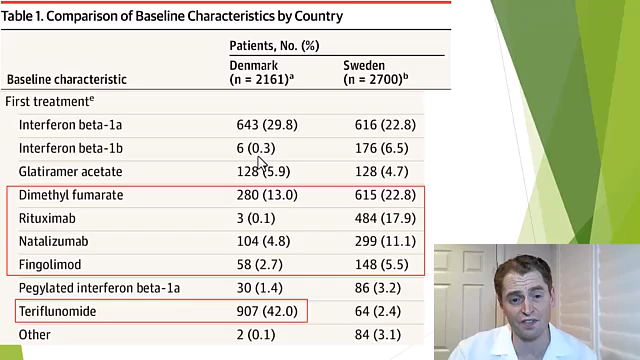 Table 1. Comparison of Baseline Characteristics by Country
Patients, No. (%)
Baseline characteristic Denmark (n = 2161)a Sweden (n = 2700)b
First treatmente
Interferon beta-1a 643 (29.8) 616 (22.8)
Interferon beta-1b 6 (0.3) 176 (6.5)
Glatiramer acetate 128 (5.9) 128 (4.7)
Dimethyl fumarate 280 (13.0) 615 (22.8)
Rituximab 3 (0.1) 484 (17.9)
Natalizumab 104 (4.8) 299 (11.1)
Fingolimod 58 (2.7) 148 (5.5)
Pegylated interferon beta-1a 30 (1.4) 86 (3.2)
Teriflunomide 907 (42.0) 64 (2.4)
Other 2 (0.1) 84 (3.1)